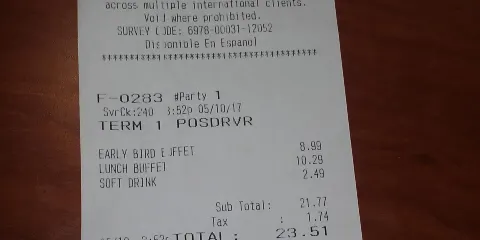 across multiple international clients.
Void where prohibited.
SURVEY CODE: 6978-00031-12052
Disponible En Espanol
F-0283 #Party 1
SvrCk:240 3:52p 05/10/17
TERM 1 POSDRVR
EARLY BIRD BUFFET 8.99
LUNCH BUFFET 10.29
SOFT DRINK 2.49
Sub Total: 21.77
Tax : 1.74
TOTAL: 23.51